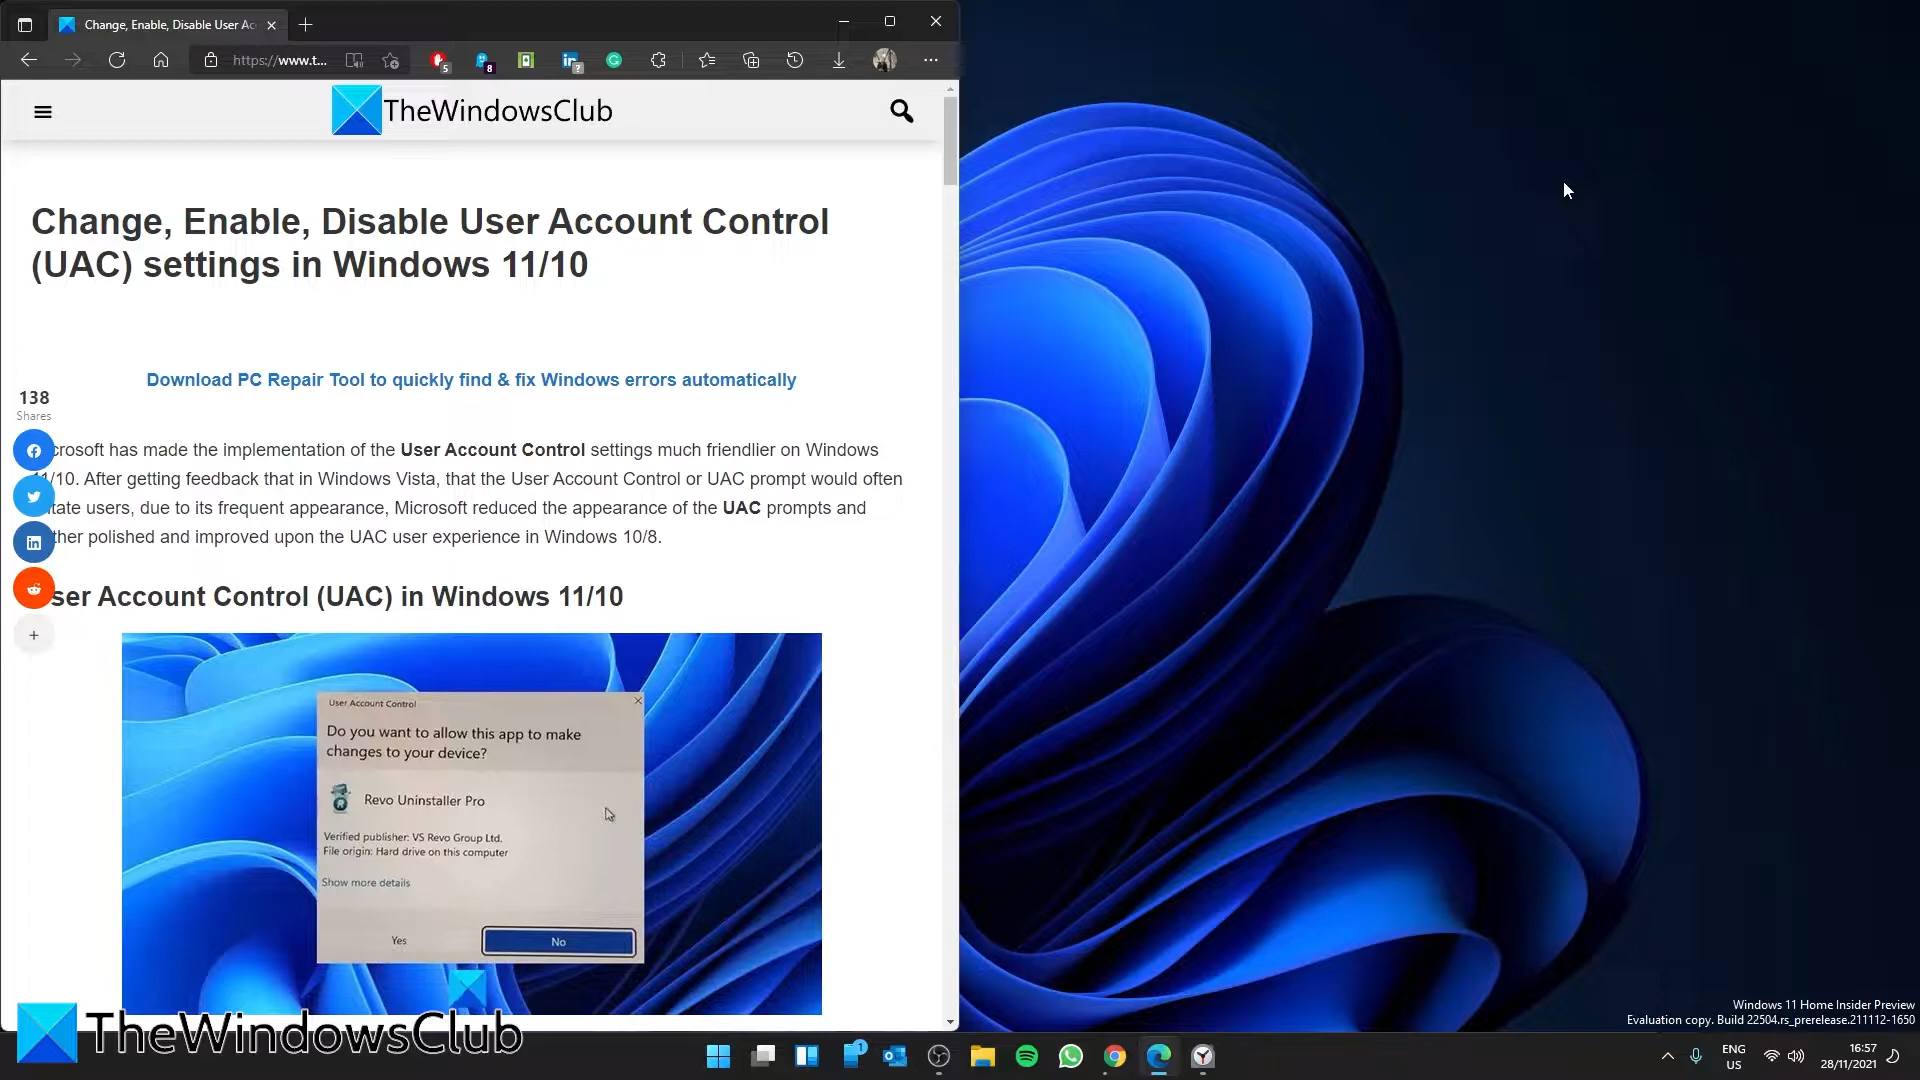 Change, Enable, Disable User Ac
https://www.t...
5
8
?
TheWindowsClub
Change, Enable, Disable User Account Control
(UAC) settings in Windows 11/10
Download PC Repair Tool to quickly find & fix Windows errors automatically
138
Shares
crosoft has made the implementation of the User Account Control settings much friendlier on Windows
11/10. After getting feedback that in Windows Vista, that the User Account Control or UAC prompt would often
tate users, due to its frequent appearance, Microsoft reduced the appearance of the UAC prompts and
ther polished and improved upon the UAC user experience in Windows 10/8.
ser Account Control (UAC) in Windows 11/10
User Account Control
Do you want to allow this app to make
changes to your device?
Revo Uninstaller Pro
Verified publisher: VS Revo Group Ltd.
File origin: Hard drive on this computer
Show more details
Yes
No
TheWindowsClub
Windows 11 Home Insider Preview
Evaluation copy. Build 22504.rs_prerelease.211112-1650
1
ENG
US
16:57
28/11/2021